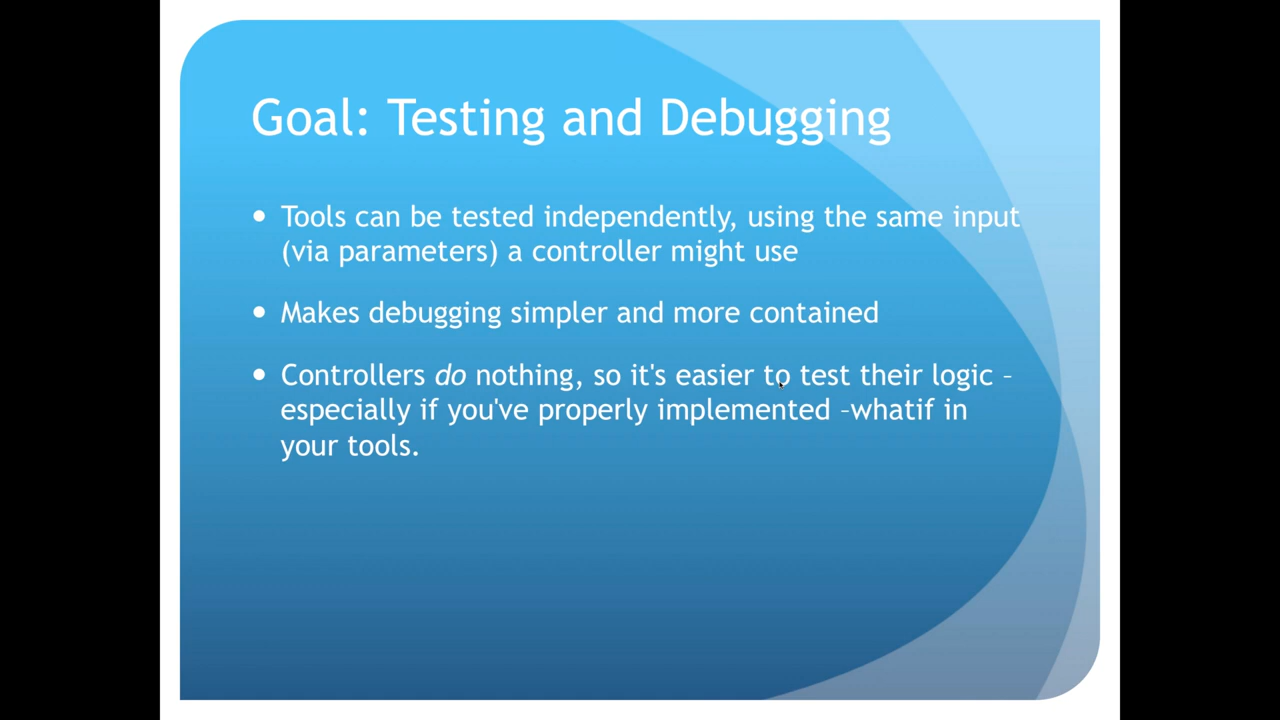 Goal: Testing and Debugging
• Tools can be tested independently, using the same input
(via parameters) a controller might use
• Makes debugging simpler and more contained
• Controllers do nothing, so it's easier to test their logic –
especially if you've properly implemented –whatif in
your tools.